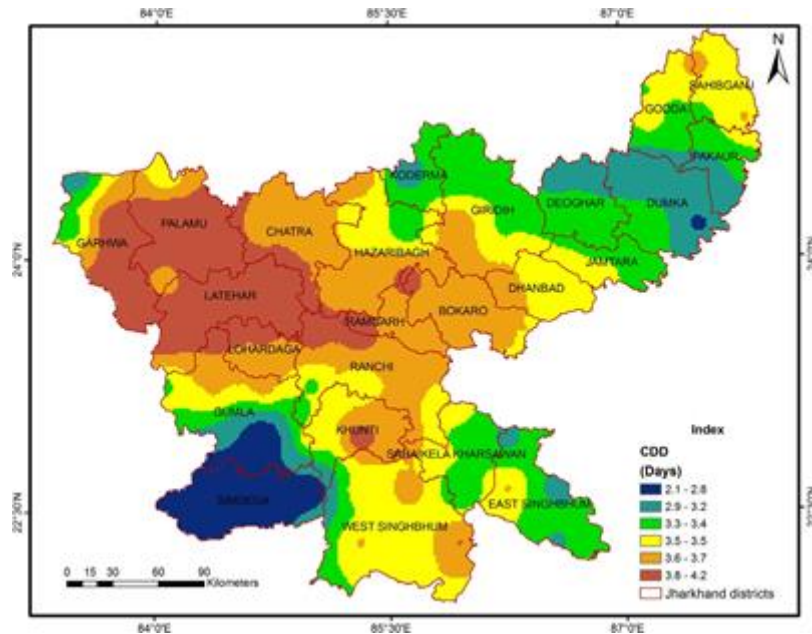 84°0'E 85°30'E 87°0'E
N
SAHIBGANJ
GODDA
PAKAUR
KODERMA
GIRIDIH
DEOGHAR
DUMKA
PALAMU
CHATRA
GARHWA
HAZARIBAGH
24°0'N
JAMTARA
LATEHAR
DHANBAD
BOKARO
RAMGARH
LOHARDAGA
RANCHI
GUMLA
KHUNTI
SARAIKELA KHARSAWAN
SIMDEGA
EAST SINGHBHUM
WEST SINGHBHUM
22°30'N
Index
CDD
(Days)
2.1 - 2.8
2.9 - 3.2
3.3 - 3.4
3.5 - 3.5
3.6 - 3.7
3.8 - 4.2
Jharkhand districts
0 15 30 60 90
Kilometers
84°0'E 85°30'E 87°0'E